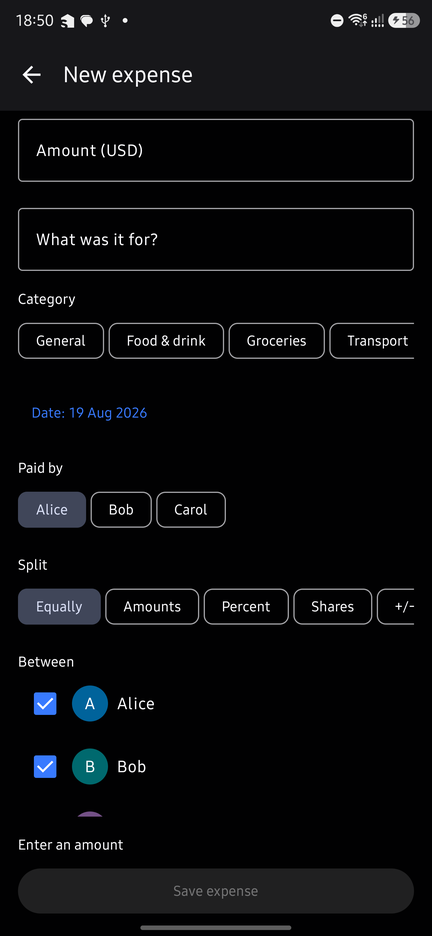 18:50
56
New expense
Amount (USD)
What was it for?
Category
General Food & drink Groceries Transport
Date: 19 Aug 2026
Paid by
Alice Bob Carol
Split
Equally Amounts Percent Shares +/-
Between
A Alice
B Bob
Enter an amount
Save expense